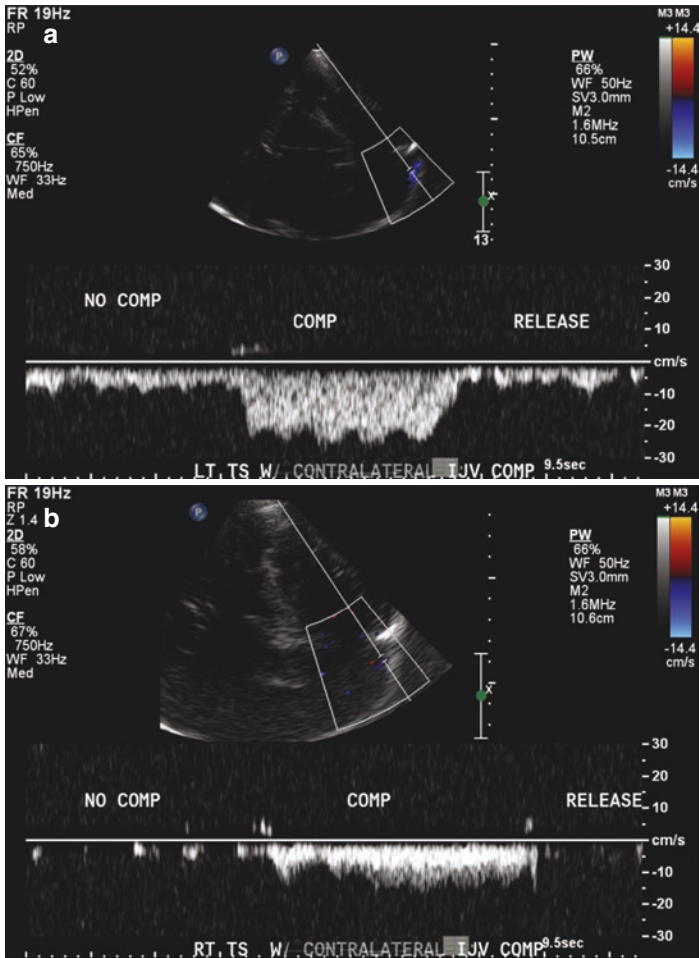 FR 19Hz
RP
a
2D
52%
C 60
P Low
HPen
CF
65%
750Hz
WF 33Hz
Med
P
PW
66%
WF 50Hz
SV3.0mm
M2
1.6MHz
10.5cm
M3 M3
+14.4
-14.4
cm/s
x
13
NO COMP
COMP
RELEASE
30
20
10
cm/s
-10
-20
-30
LT TS W/ CONTRALATERAL IJV COMP 9.5sec
FR 19Hz
RP
Z 1.4
b
2D
58%
C 60
P Low
HPen
CF
67%
750Hz
WF 33Hz
Med
P
PW
66%
WF 50Hz
SV3.0mm
M2
1.6MHz
10.6cm
M3 M3
+14.4
-14.4
cm/s
x
NO COMP
COMP
RELEASE
30
20
10
cm/s
-10
-20
-30
RT TS W/ CONTRALATERAL IJV COMP 9.5sec